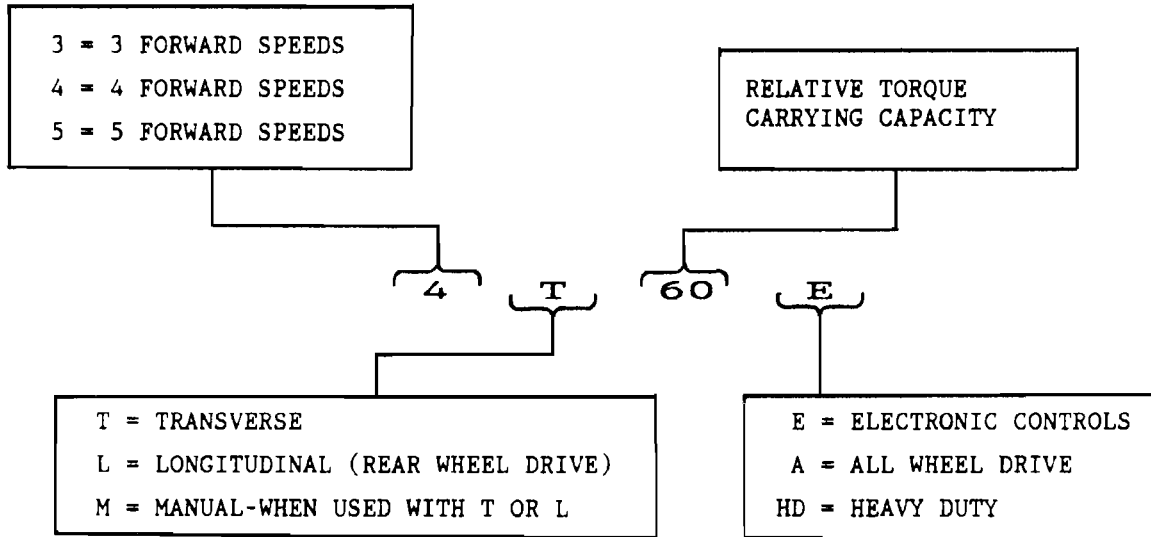 3 = 3 FORWARD SPEEDS
4 = 4 FORWARD SPEEDS
5 = 5 FORWARD SPEEDS
RELATIVE TORQUE
CARRYING CAPACITY
4 T 60 E
T = TRANSVERSE
L = LONGITUDINAL (REAR WHEEL DRIVE)
M = MANUAL-WHEN USED WITH T OR L
E = ELECTRONIC CONTROLS
A = ALL WHEEL DRIVE
HD = HEAVY DUTY